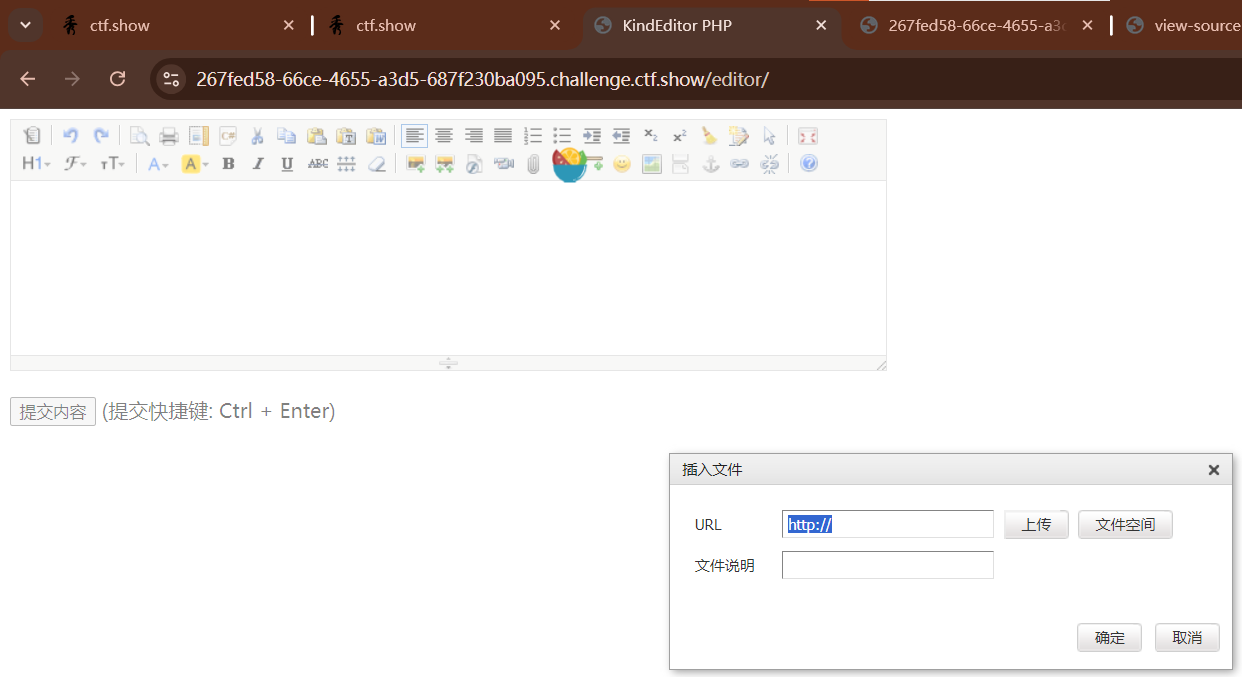 ctf.show
ctf.show
KindEditor PHP
267fed58-66ce-4655-a3
view-source
267fed58-66ce-4655-a3d5-687f230ba095.challenge.ctf.show/editor/
H1 F TT A A B I U ABC
提交内容 (提交快捷键: Ctrl + Enter)
插入文件
URL http:// 上传 文件空间
文件说明
确定 取消